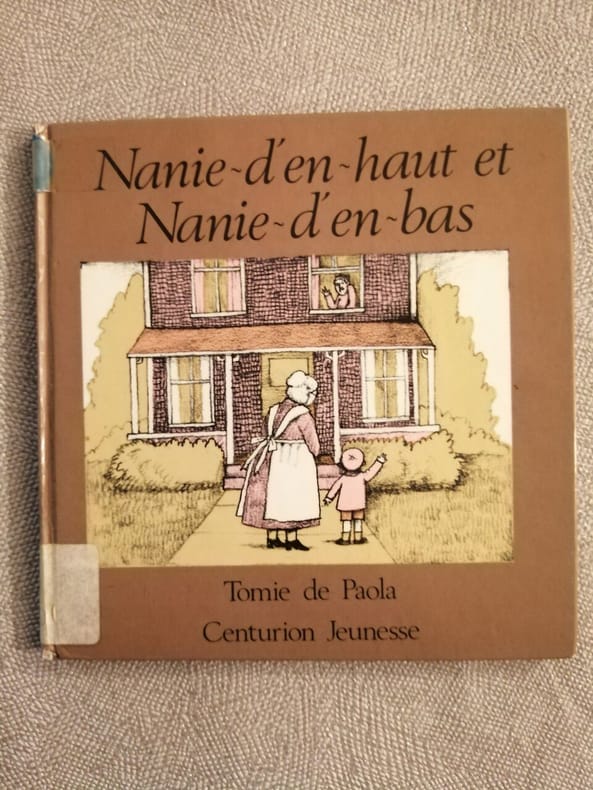 Nanie~d'en~haut et
Nanie~d'en~bas
Tomie de Paola
Centurion Jeunesse